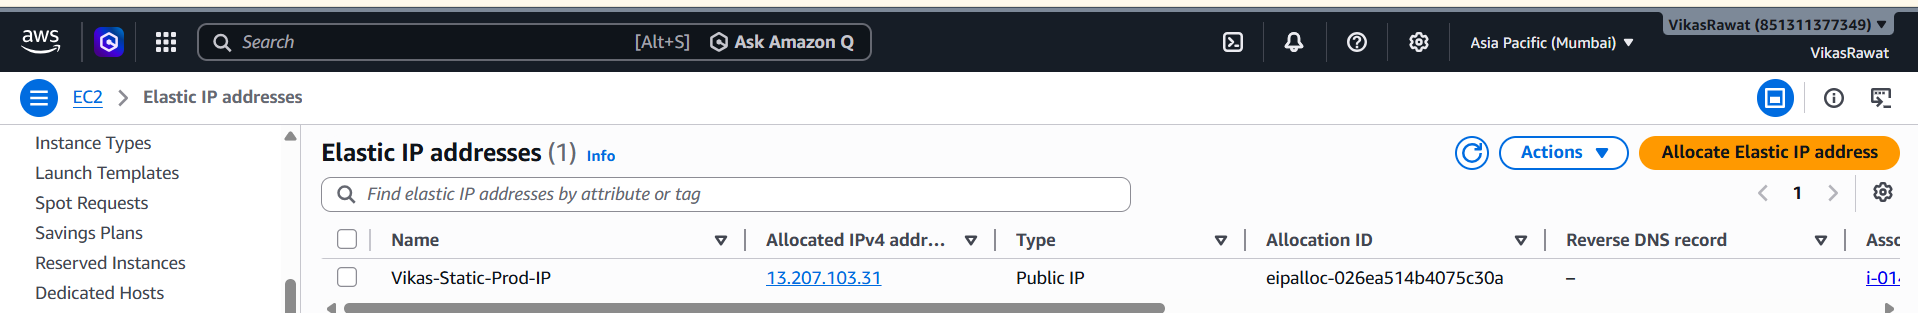 VikasRawat (851311377349)
aws Search [Alt+S] Ask Amazon Q Asia Pacific (Mumbai)
VikasRawat
EC2 Elastic IP addresses
Instance Types
Launch Templates
Spot Requests
Savings Plans
Reserved Instances
Dedicated Hosts
Elastic IP addresses (1) Info Actions Allocate Elastic IP address
Find elastic IP addresses by attribute or tag 1
Name Allocated IPv4 addr... Type Allocation ID Reverse DNS record Asso
Vikas-Static-Prod-IP 13.207.103.31 Public IP eipalloc-026ea514b4075c30a – i-014